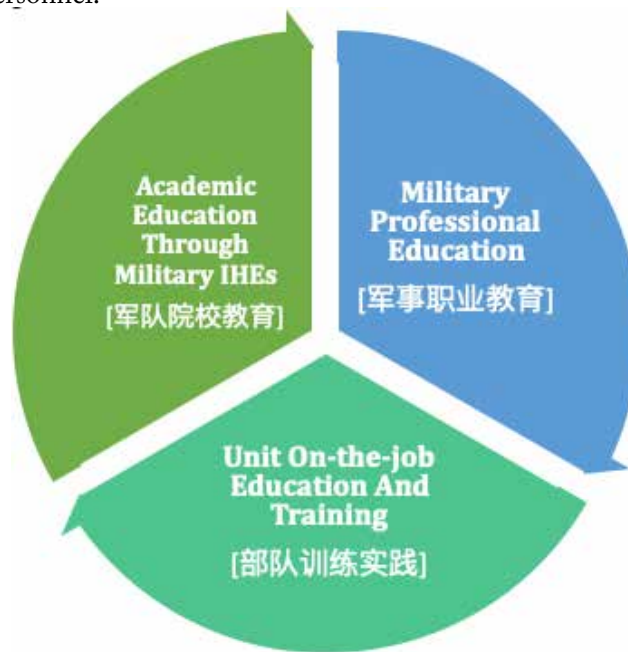 personnel.
Academic
Education
Through
Military IHEs
[军队院校教育]
Military
Professional
Education
[军事职业教育]
Unit On-the-job
Education And
Training
[部队训练实践]